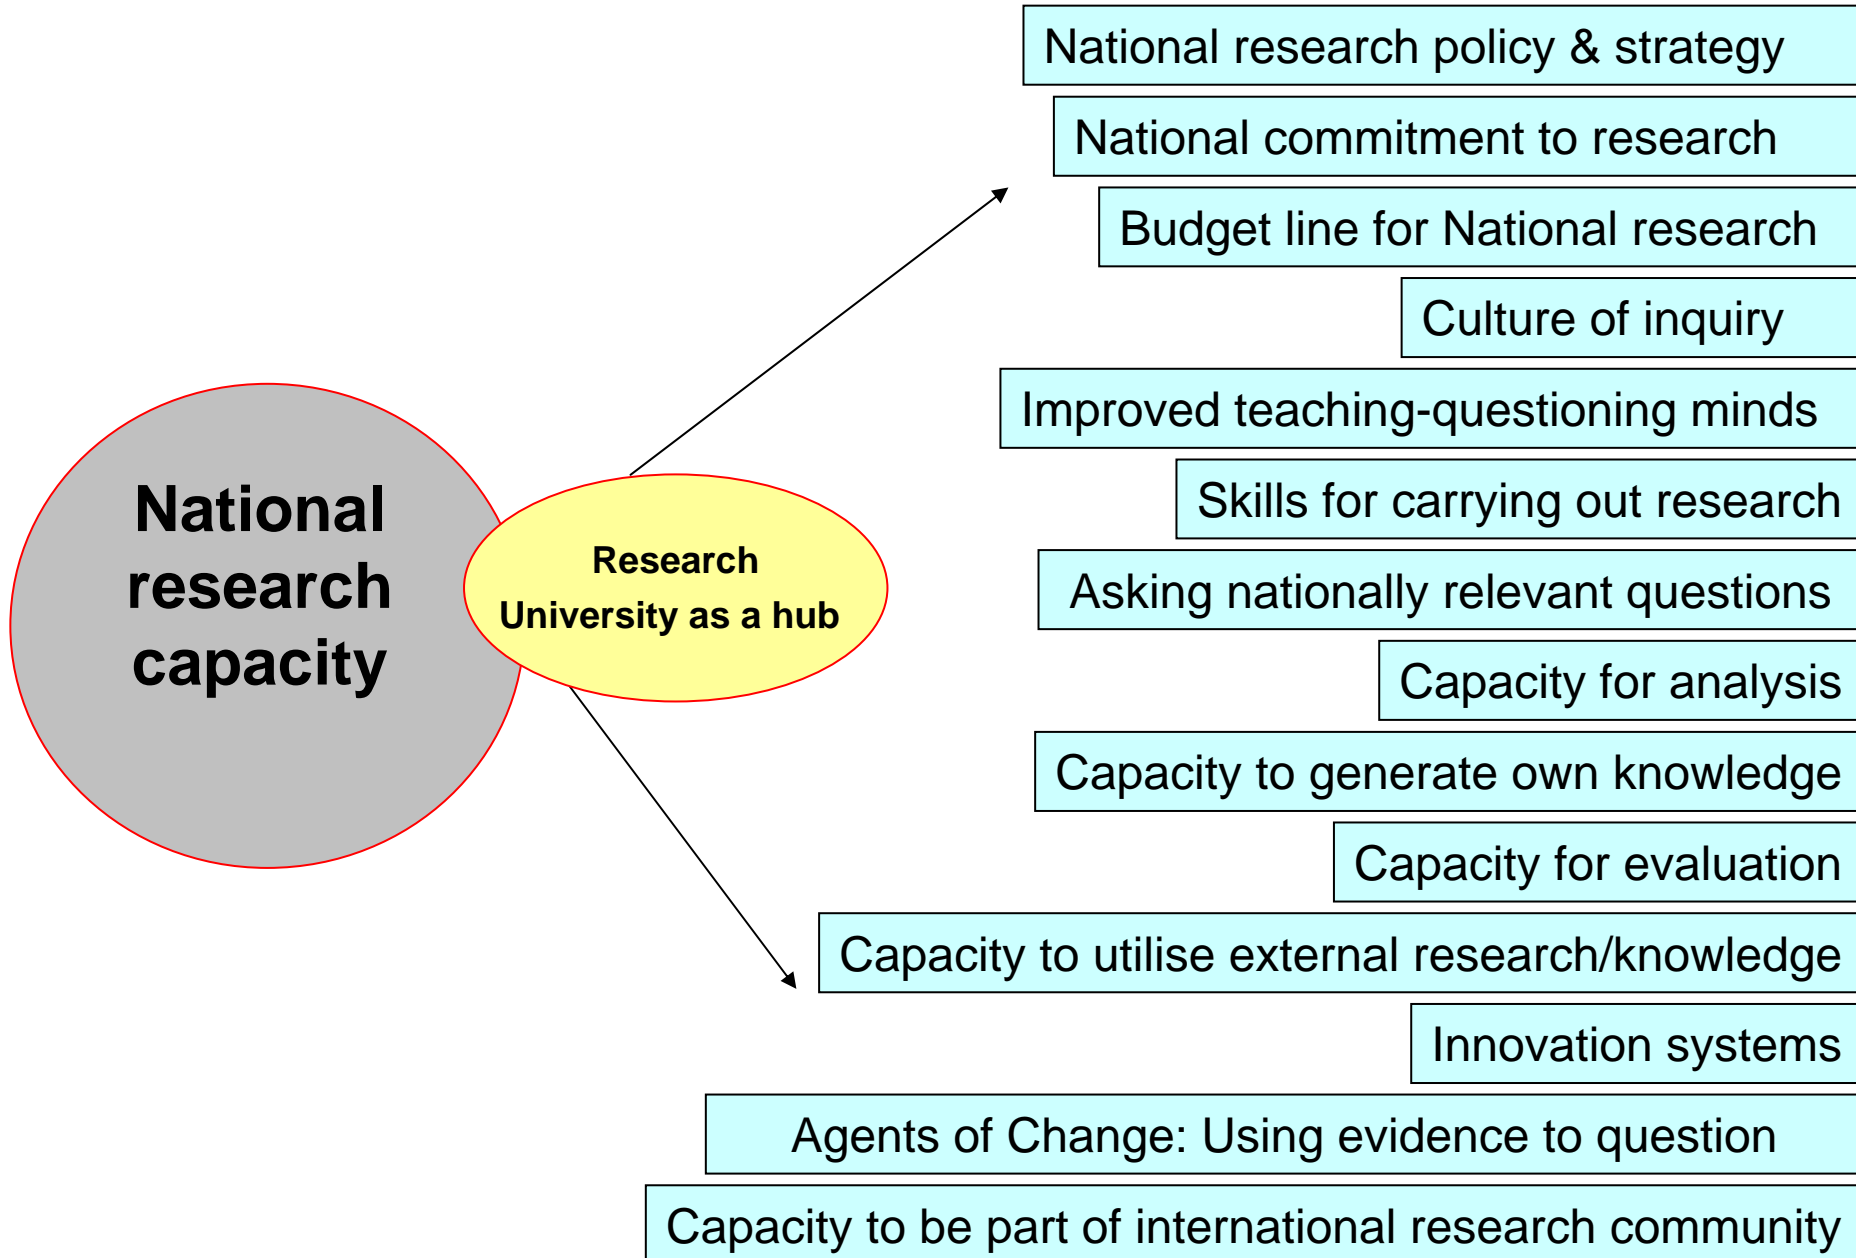 National research policy & strategy
National commitment to research
Budget line for National research
Culture of inquiry
Improved teaching-questioning minds
Skills for carrying out research
Asking nationally relevant questions
Capacity for analysis
Capacity to generate own knowledge
Capacity for evaluation
Capacity to utilise external research/knowledge
Innovation systems
Agents of Change: Using evidence to question
Capacity to be part of international research community
National
research
capacity
Research
University as a hub